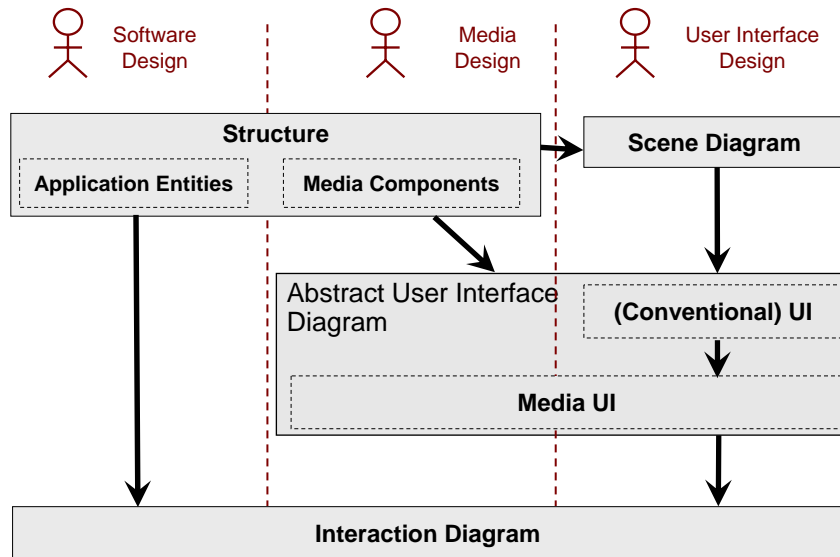 Software
Design
Media
Design
User Interface
Design
Structure
Application Entities
Media Components
Scene Diagram
Abstract User Interface
Diagram
(Conventional) UI
Media UI
Interaction Diagram